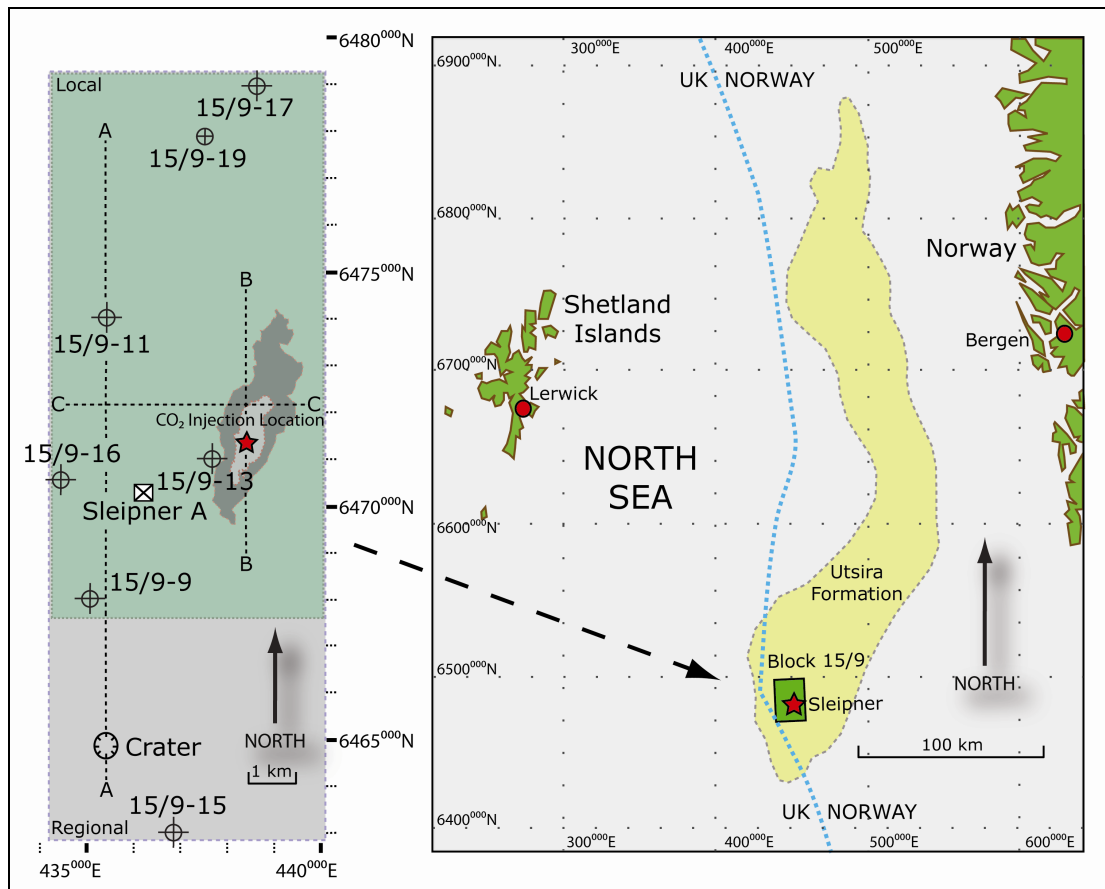 6480⁰⁰⁰N
Local
15/9-17
A
15/9-19
6475⁰⁰⁰N
B
15/9-11
C
C
CO₂ Injection Location
15/9-16
15/9-13
Sleipner A
6470⁰⁰⁰N
B
15/9-9
NORTH
1 km
6465⁰⁰⁰N
Crater
A
15/9-15
Regional
435⁰⁰⁰E
440⁰⁰⁰E
300⁰⁰⁰E
400⁰⁰⁰E
500⁰⁰⁰E
6900⁰⁰⁰N
UK NORWAY
6800⁰⁰⁰N
Norway
Shetland
Islands
Bergen
6700⁰⁰⁰N
Lerwick
NORTH
SEA
6600⁰⁰⁰N
Utsira
Formation
Block 15/9
6500⁰⁰⁰N
Sleipner
NORTH
100 km
UK NORWAY
6400⁰⁰⁰N
300⁰⁰⁰E
400⁰⁰⁰E
500⁰⁰⁰E
600⁰⁰⁰E